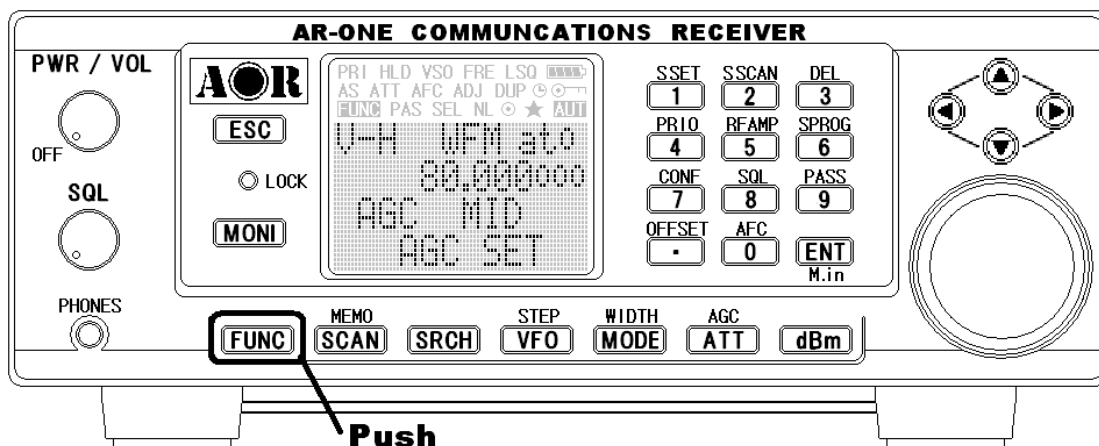 AR-ONE COMMUNCATIONS RECEIVER
PWR / VOL
OFF
SQL
PHONES
AOR
ESC
LOCK
MONI
PRI HLD VSO FRE LSQ
AS ATT AFC ADJ DUP
FUNC PAS SEL NL AUT
V-H WFM ato
80.000000
AGC MID
AGC SET
SSET SSCAN DEL
1 2 3
PRIO RFAMP SPROG
4 5 6
CONF SQL PASS
7 8 9
OFFSET AFC
. 0 ENT
M.in
MEMO STEP WIDTH AGC
FUNC SCAN SRCH VFO MODE ATT dBm
Push